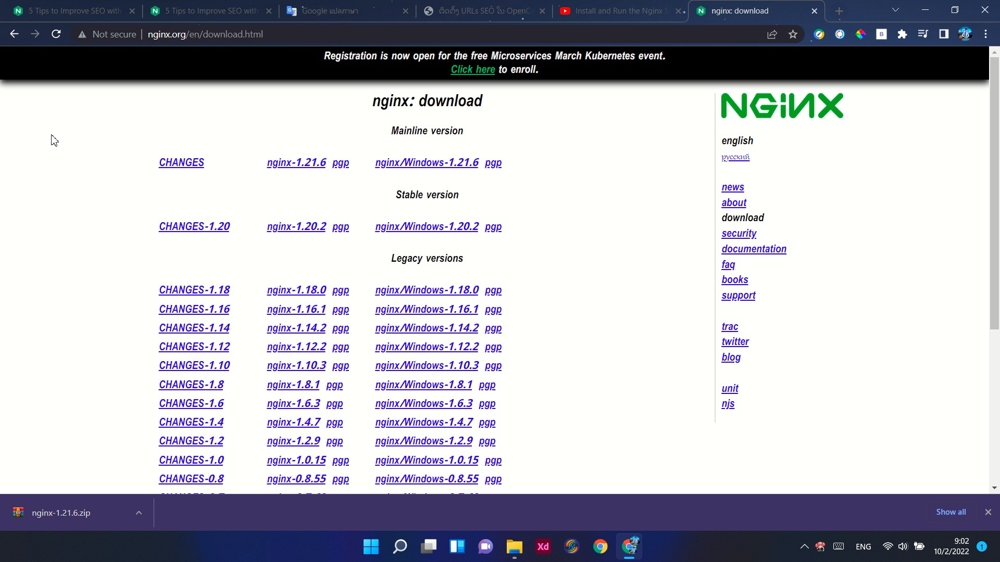 5 Tips to Improve SEO with
5 Tips to Improve SEO with
Google แปลภาษา
ຕິດຕັ້ງ URLs SEO ໃນ OpenCa
Install and Run the Nginx S
nginx: download
Not secure
nginx.org/en/download.html
Registration is now open for the free Microservices March Kubernetes event.
Click here to enroll.
nginx: download
Mainline version
CHANGES nginx-1.21.6 pgp nginx/Windows-1.21.6 pgp
Stable version
CHANGES-1.20 nginx-1.20.2 pgp nginx/Windows-1.20.2 pgp
Legacy versions
CHANGES-1.18 nginx-1.18.0 pgp nginx/Windows-1.18.0 pgp
CHANGES-1.16 nginx-1.16.1 pgp nginx/Windows-1.16.1 pgp
CHANGES-1.14 nginx-1.14.2 pgp nginx/Windows-1.14.2 pgp
CHANGES-1.12 nginx-1.12.2 pgp nginx/Windows-1.12.2 pgp
CHANGES-1.10 nginx-1.10.3 pgp nginx/Windows-1.10.3 pgp
CHANGES-1.8 nginx-1.8.1 pgp nginx/Windows-1.8.1 pgp
CHANGES-1.6 nginx-1.6.3 pgp nginx/Windows-1.6.3 pgp
CHANGES-1.4 nginx-1.4.7 pgp nginx/Windows-1.4.7 pgp
CHANGES-1.2 nginx-1.2.9 pgp nginx/Windows-1.2.9 pgp
CHANGES-1.0 nginx-1.0.15 pgp nginx/Windows-1.0.15 pgp
CHANGES-0.8 nginx-0.8.55 pgp nginx/Windows-0.8.55 pgp
NGINX
english
русский
news
about
download
security
documentation
faq
books
support
trac
twitter
blog
unit
njs
nginx-1.21.6.zip
Show all
Xd
ENG
9:02
10/2/2022
1